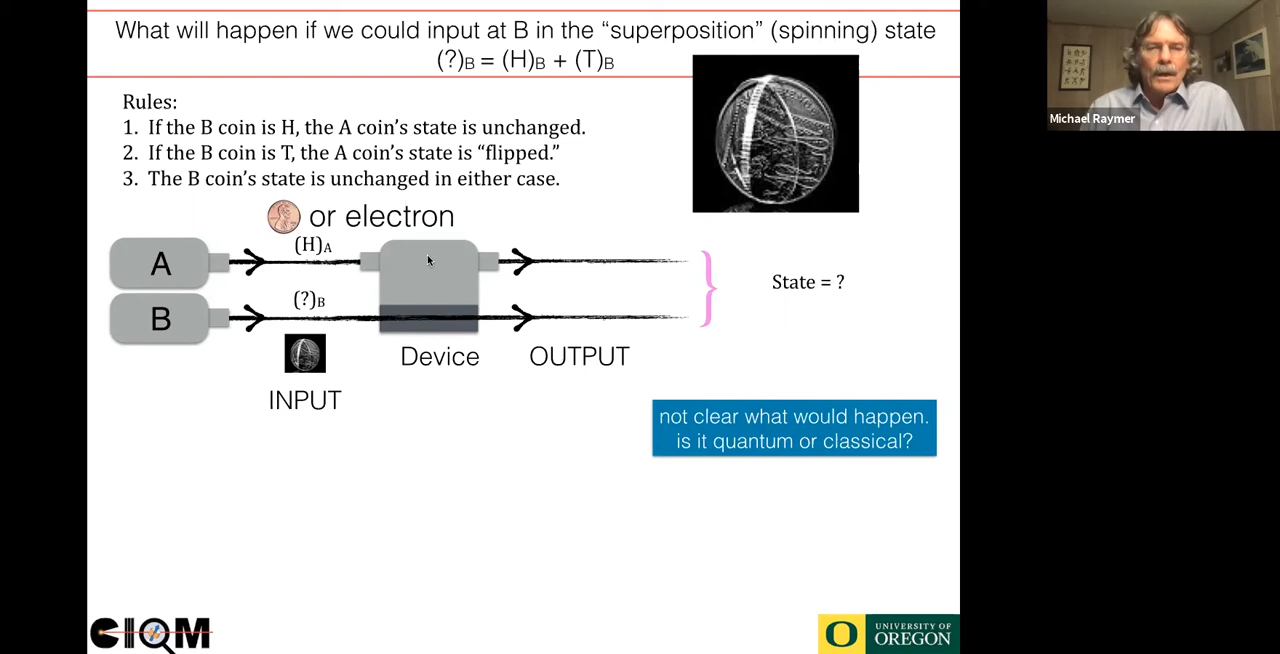 What will happen if we could input at B in the “superposition” (spinning) state
(?)B = (H)B + (T)B
Rules:
1. If the B coin is H, the A coin’s state is unchanged.
2. If the B coin is T, the A coin’s state is “flipped.”
3. The B coin’s state is unchanged in either case.
or electron
(H)A
A
(?)B
B
State = ?
Device
OUTPUT
INPUT
not clear what would happen.
is it quantum or classical?
Michael Raymer
CIQM
O
UNIVERSITY OF
OREGON